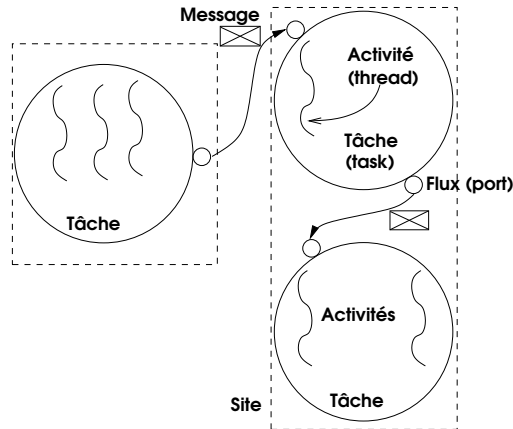 Message
Activité
(thread)
Tâche
(task)
Tâche
Flux (port)
Activités
Tâche
Site